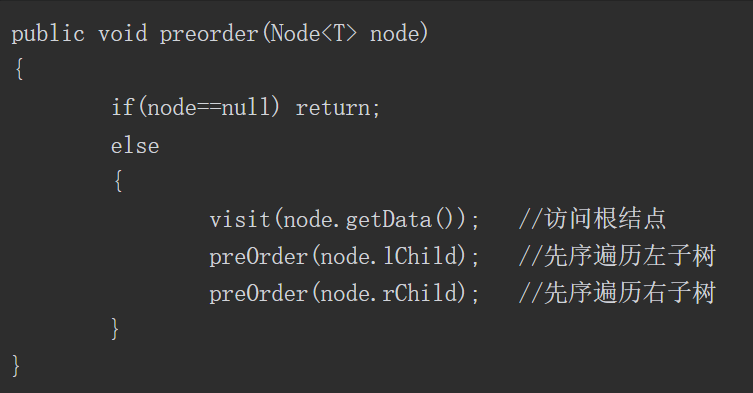 public void preorder(Node<T> node)
{
if(node==null) return;
else
{
visit(node.getData()); //访问根结点
preOrder(node.lChild); //先序遍历左子树
preOrder(node.rChild); //先序遍历右子树
}
}